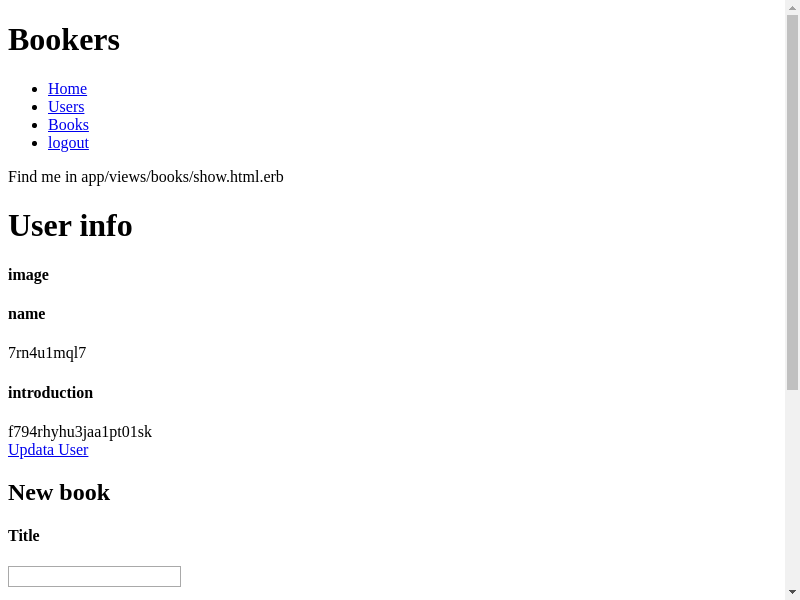 Bookers
Home
Users
Books
logout
Find me in app/views/books/show.html.erb
User info
image
name
7rn4u1mql7
introduction
f794rhyhu3jaa1pt01sk
Updata User
New book
Title